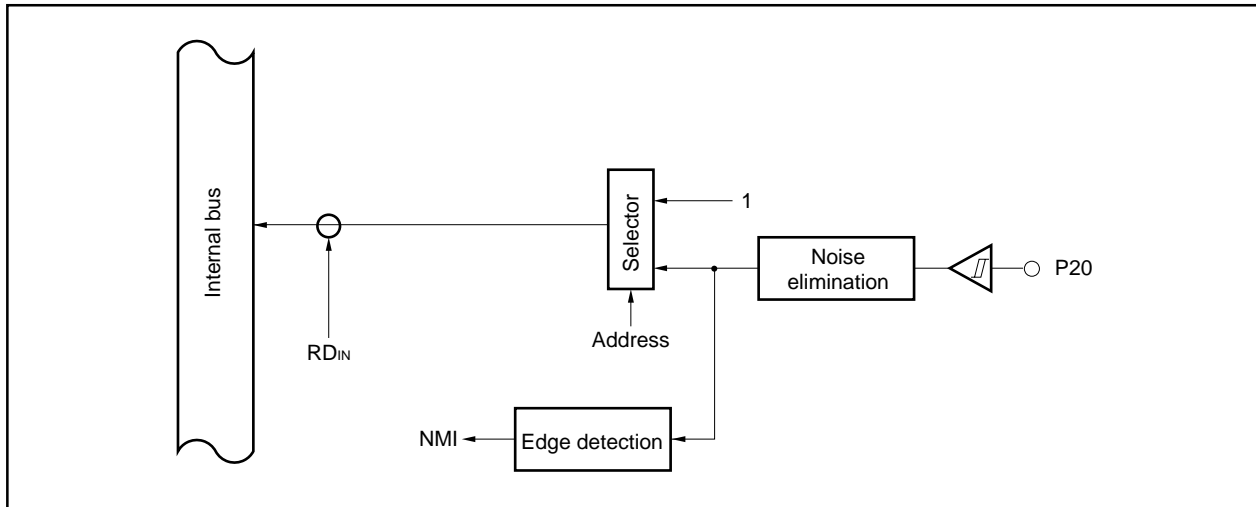 Internal bus
RDIN
Selector
1
Address
Noise
elimination
P20
NMI
Edge detection